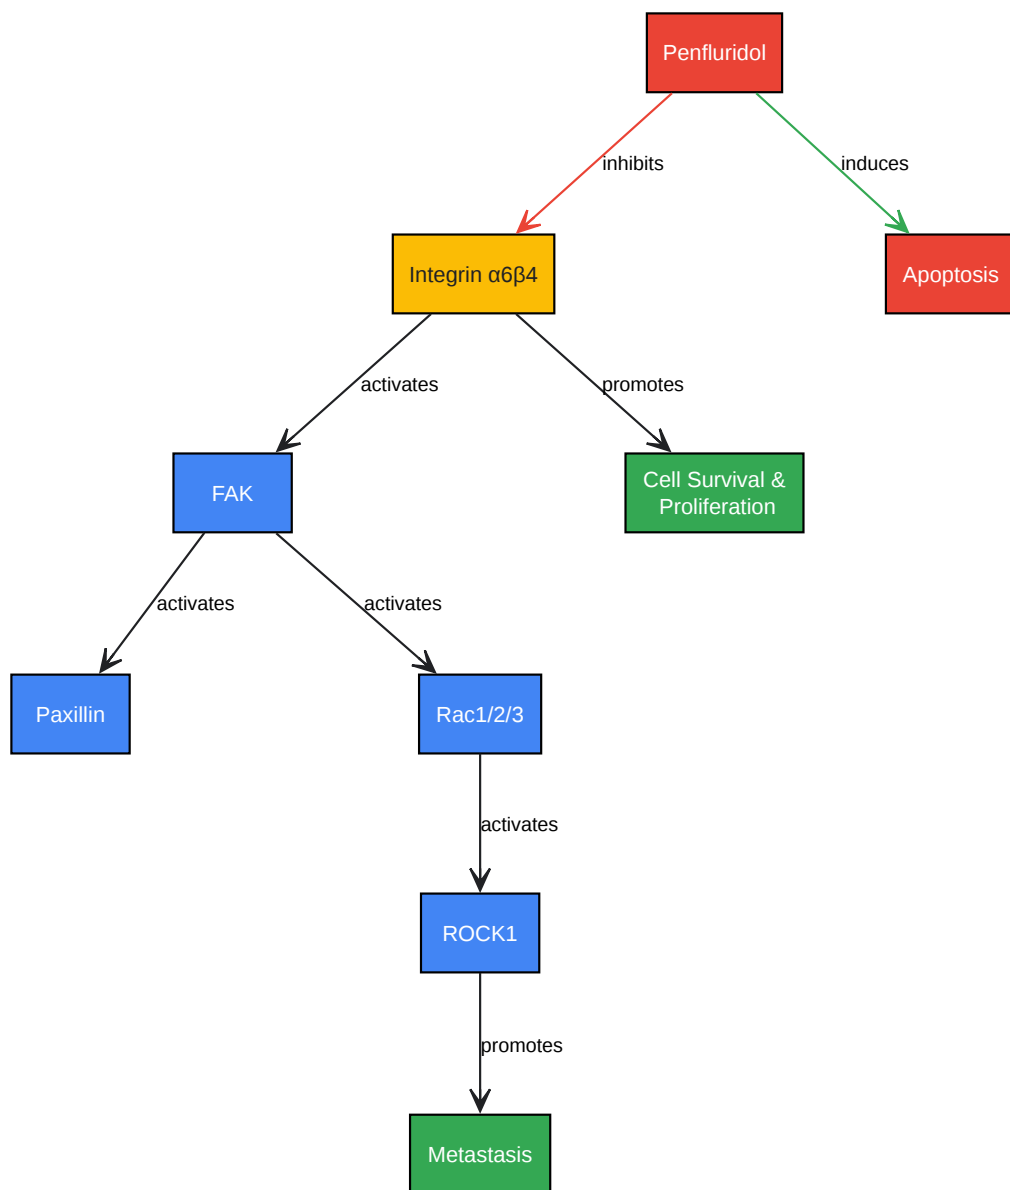 Penfluridol
inhibits
induces
Integrin α6β4
Apoptosis
activates
promotes
FAK
Cell Survival &
Proliferation
activates
activates
Paxillin
Rac1/2/3
activates
ROCK1
promotes
Metastasis